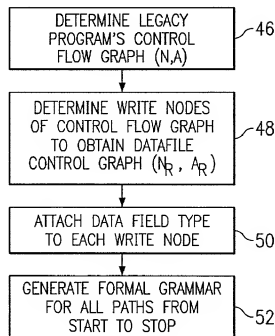 DETERMINE LEGACY
PROGRAM'S CONTROL
FLOW GRAPH (N,A)
46
DETERMINE WRITE NODES
OF CONTROL FLOW GRAPH
TO OBTAIN DATAFILE
CONTROL GRAPH (NR, AR)
48
ATTACH DATA FIELD TYPE
TO EACH WRITE NODE
50
GENERATE FORMAL GRAMMAR
FOR ALL PATHS FROM
START TO STOP
52